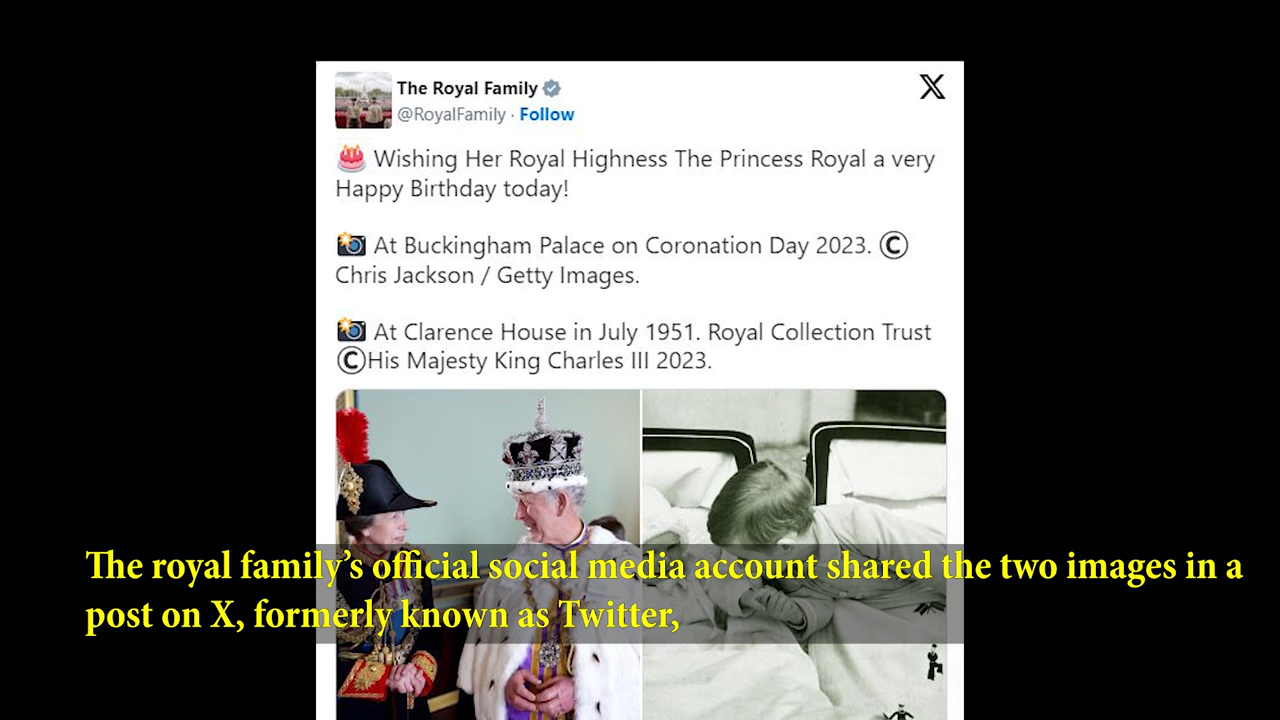 The Royal Family
@RoyalFamily · Follow
🎂 Wishing Her Royal Highness The Princess Royal a very
Happy Birthday today!
📸 At Buckingham Palace on Coronation Day 2023. ©
Chris Jackson / Getty Images.
📸 At Clarence House in July 1951. Royal Collection Trust
©His Majesty King Charles III 2023.
The royal family’s official social media account shared the two images in a
post on X, formerly known as Twitter,